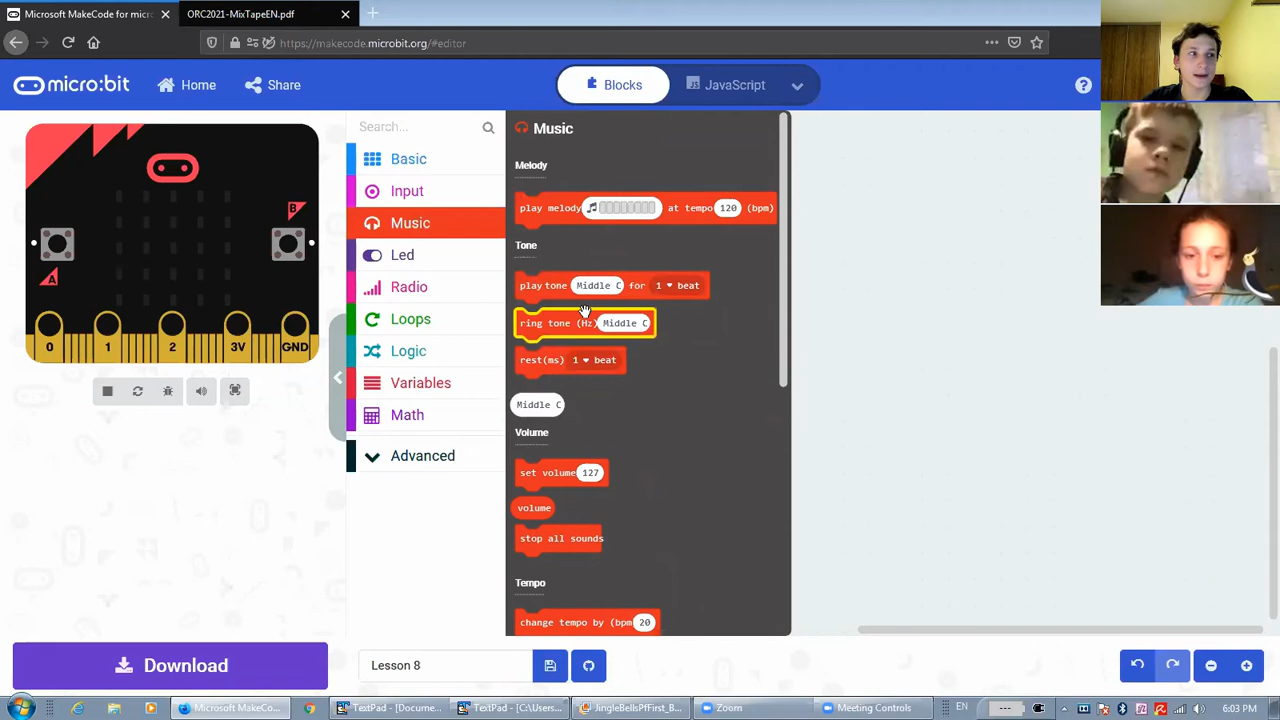 Microsoft MakeCode for micr
ORC2021-MixTapeEN.pdf
https://makecode.microbit.org/#editor
micro:bit
Home
Share
Blocks
JavaScript
Search...
Basic
Input
Music
Led
Radio
Loops
Logic
Variables
Math
Advanced
Music
Melody
play melody at tempo 120 (bpm)
Tone
play tone Middle C for 1 beat
ring tone (Hz) Middle C
rest(ms) 1 beat
Middle C
Volume
set volume 127
volume
stop all sounds
Tempo
change tempo by (bpm 20
A
B
0 1 2 3V GND
Download
Lesson 8
Microsoft MakeCo...
TextPad - [Docume...
TextPad - [C:\Users...
JingleBellsPfFirst_B...
Zoom
Meeting Controls
EN
6:03 PM